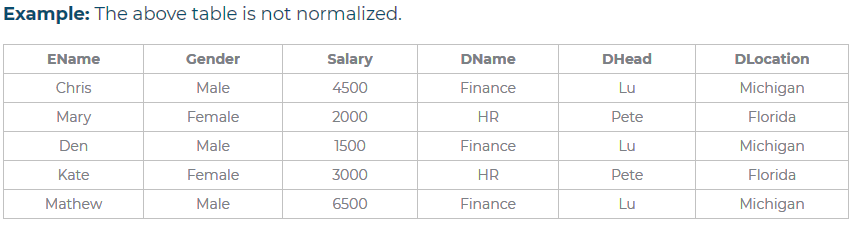 Example: The above table is not normalized.
EName Gender Salary DName DHead DLocation
Chris Male 4500 Finance Lu Michigan
Mary Female 2000 HR Pete Florida
Den Male 1500 Finance Lu Michigan
Kate Female 3000 HR Pete Florida
Mathew Male 6500 Finance Lu Michigan